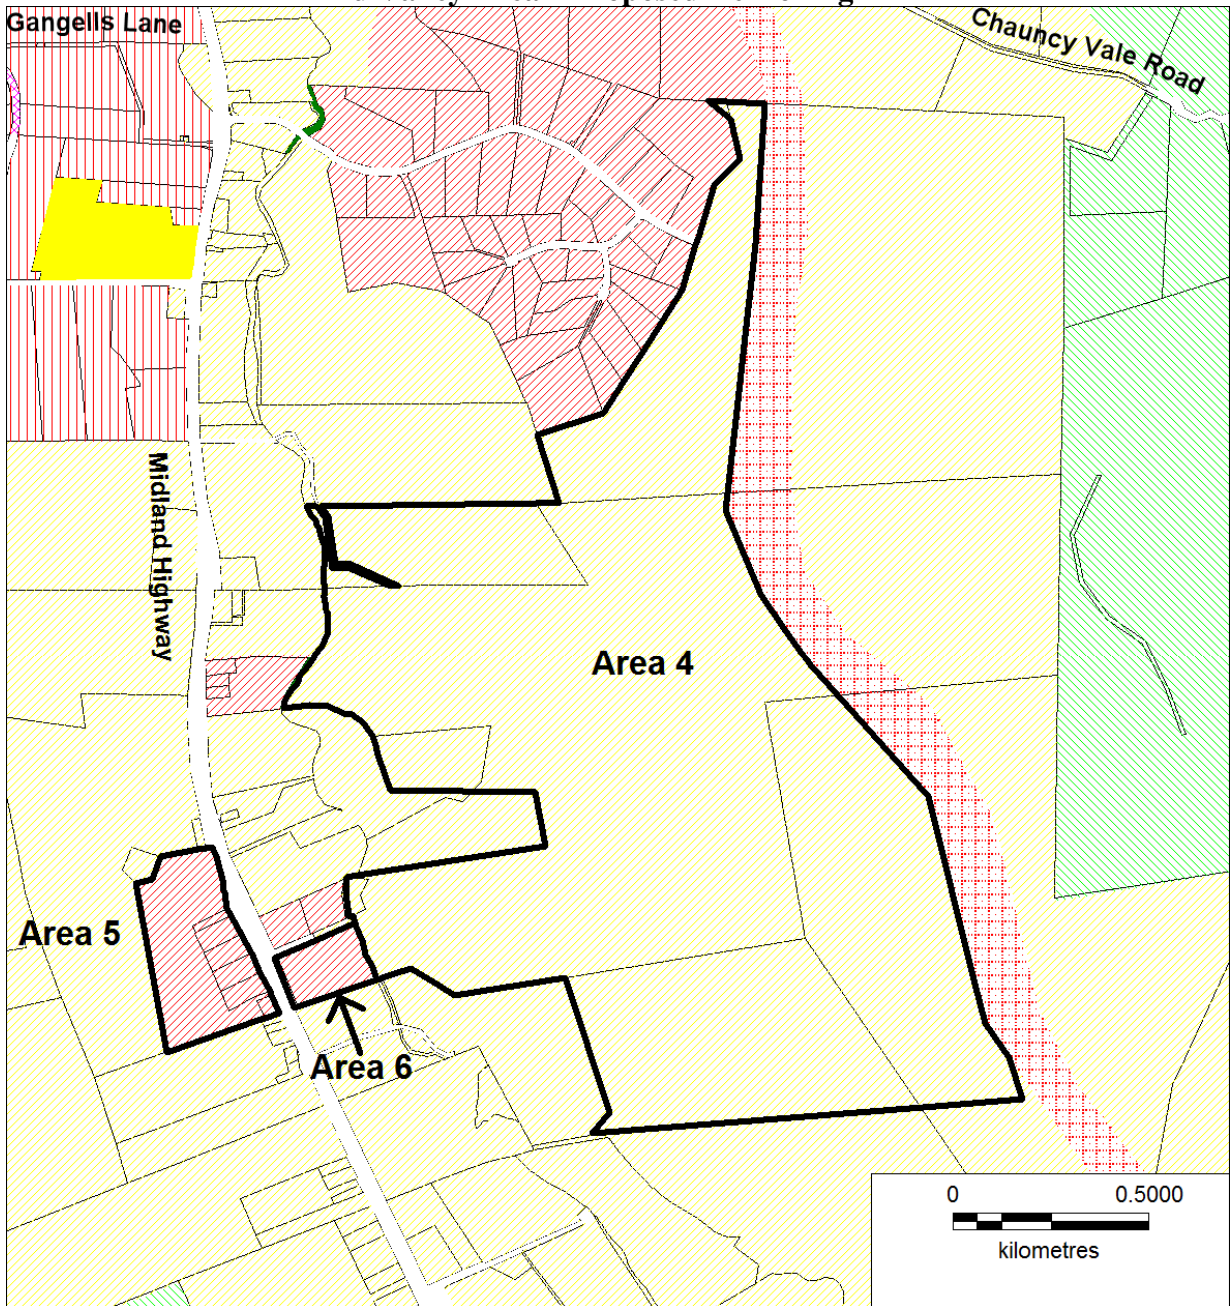 Gangells Lane
Chauncy Vale Road
Midland Highway
Area 4
Area 5
Area 6
0 0.5000
kilometres